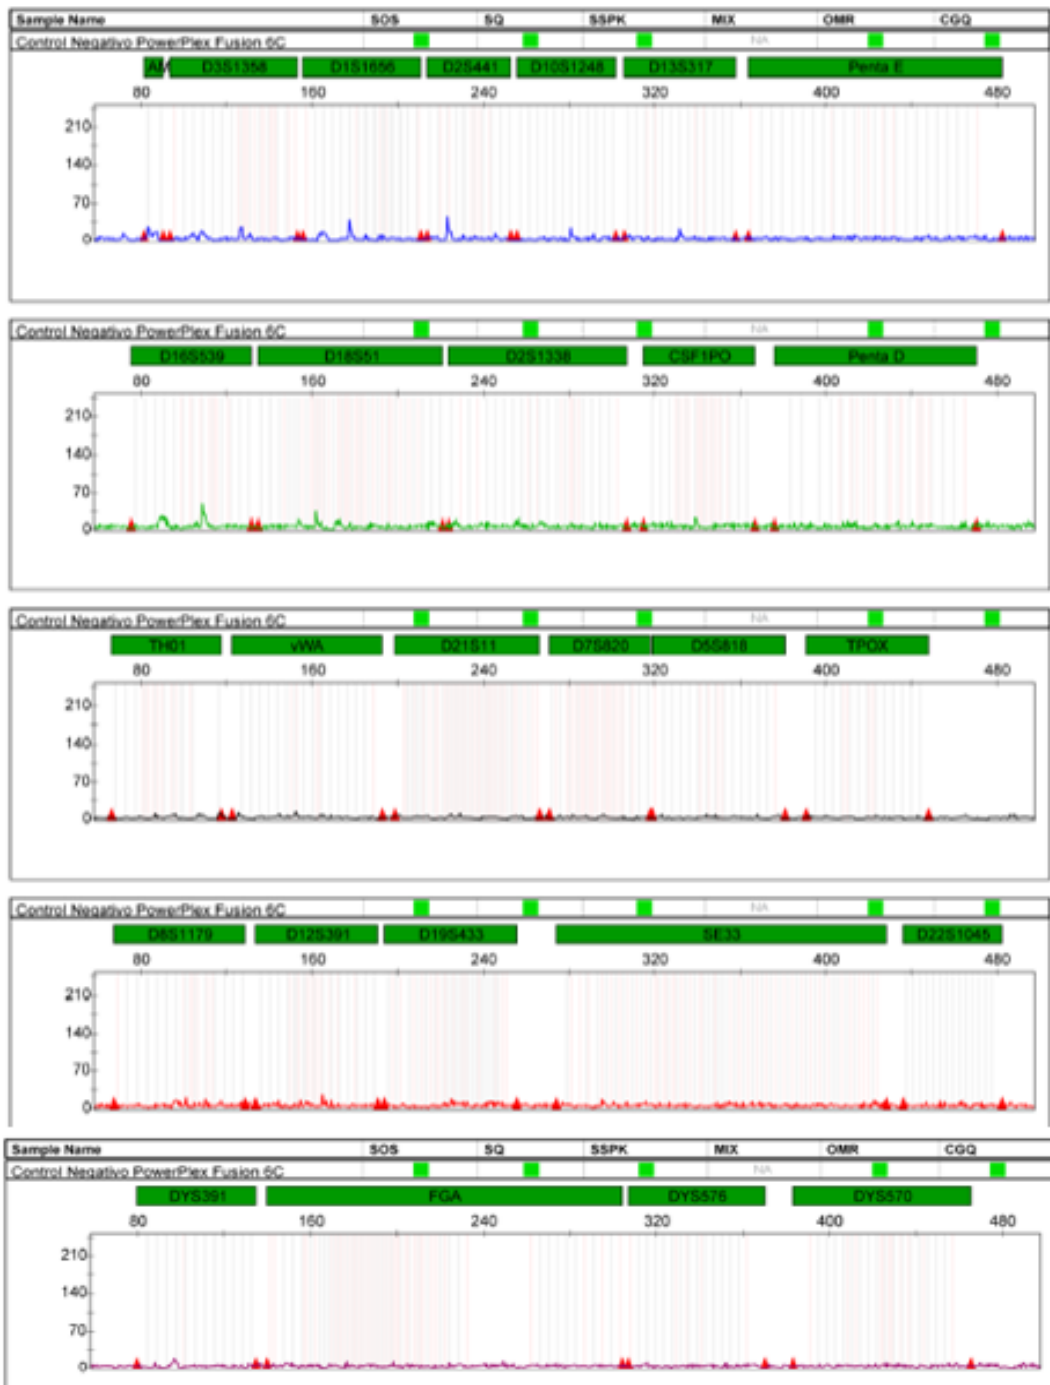 Sample Name SOS SQ SSPK MIX OMR CGQ
Control Negativo PowerPlex Fusion 6C NA
AM D3S1358 D1S1656 D2S441 D10S1248 D13S317 Penta E
80 160 240 320 400 480
210
140
70
0
Control Negativo PowerPlex Fusion 6C NA
D16S539 D18S51 D2S1338 CSF1PO Penta D
80 160 240 320 400 480
210
140
70
0
Control Negativo PowerPlex Fusion 6C NA
TH01 vWA D21S11 D7S820 D5S818 TPOX
80 160 240 320 400 480
210
140
70
0
Control Negativo PowerPlex Fusion 6C NA
D8S1179 D12S391 D19S433 SE33 D22S1045
80 160 240 320 400 480
210
140
70
0
Sample Name SOS SQ SSPK MIX OMR CGQ
Control Negativo PowerPlex Fusion 6C NA
DYS391 FGA DYS576 DYS570
80 160 240 320 400 480
210
140
70
0